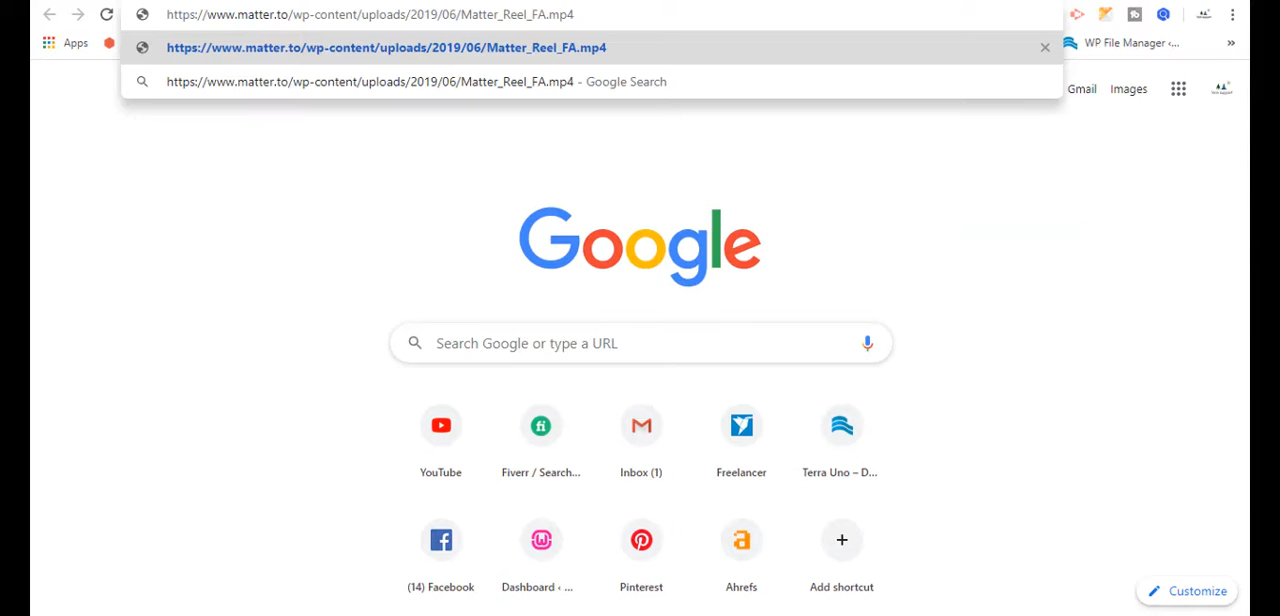 https://www.matter.to/wp-content/uploads/2019/06/Matter_Reel_FA.mp4
https://www.matter.to/wp-content/uploads/2019/06/Matter_Reel_FA.mp4
Apps
WP File Manager ‹...
»
https://www.matter.to/wp-content/uploads/2019/06/Matter_Reel_FA.mp4 - Google Search
Gmail Images
Google
Search Google or type a URL
YouTube Fiverr / Search... Inbox (1) Freelancer Terra Uno – D...
(14) Facebook Dashboard ‹ ... Pinterest Ahrefs Add shortcut
Customize